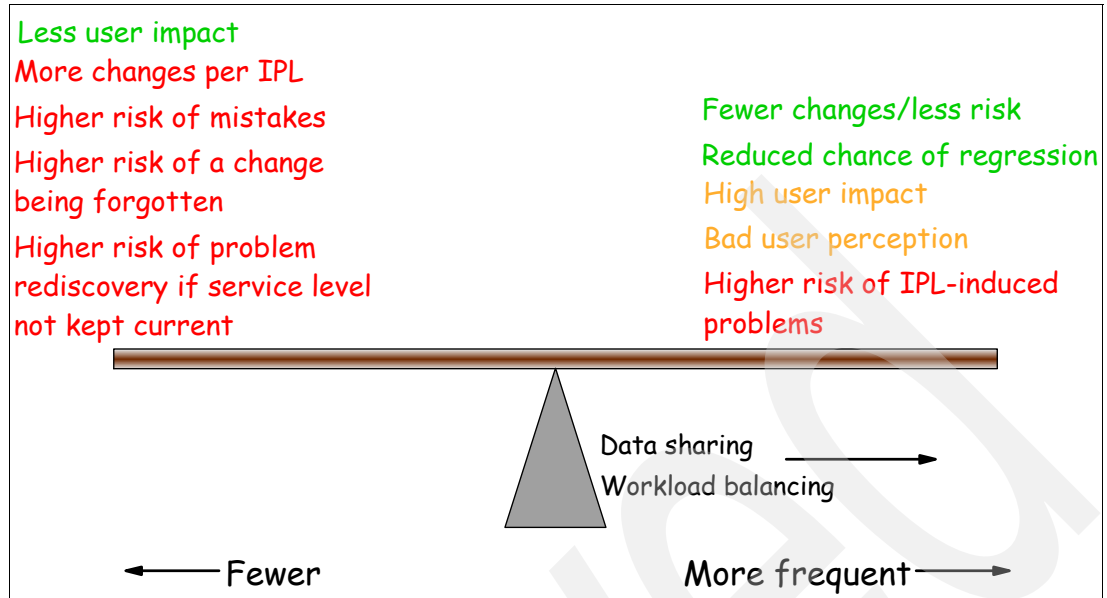 Less user impact
More changes per IPL
Higher risk of mistakes
Higher risk of a change
being forgotten
Higher risk of problem
rediscovery if service level
not kept current
Fewer changes/less risk
Reduced chance of regression
High user impact
Bad user perception
Higher risk of IPL-induced
problems
Data sharing
Workload balancing
Fewer
More frequent